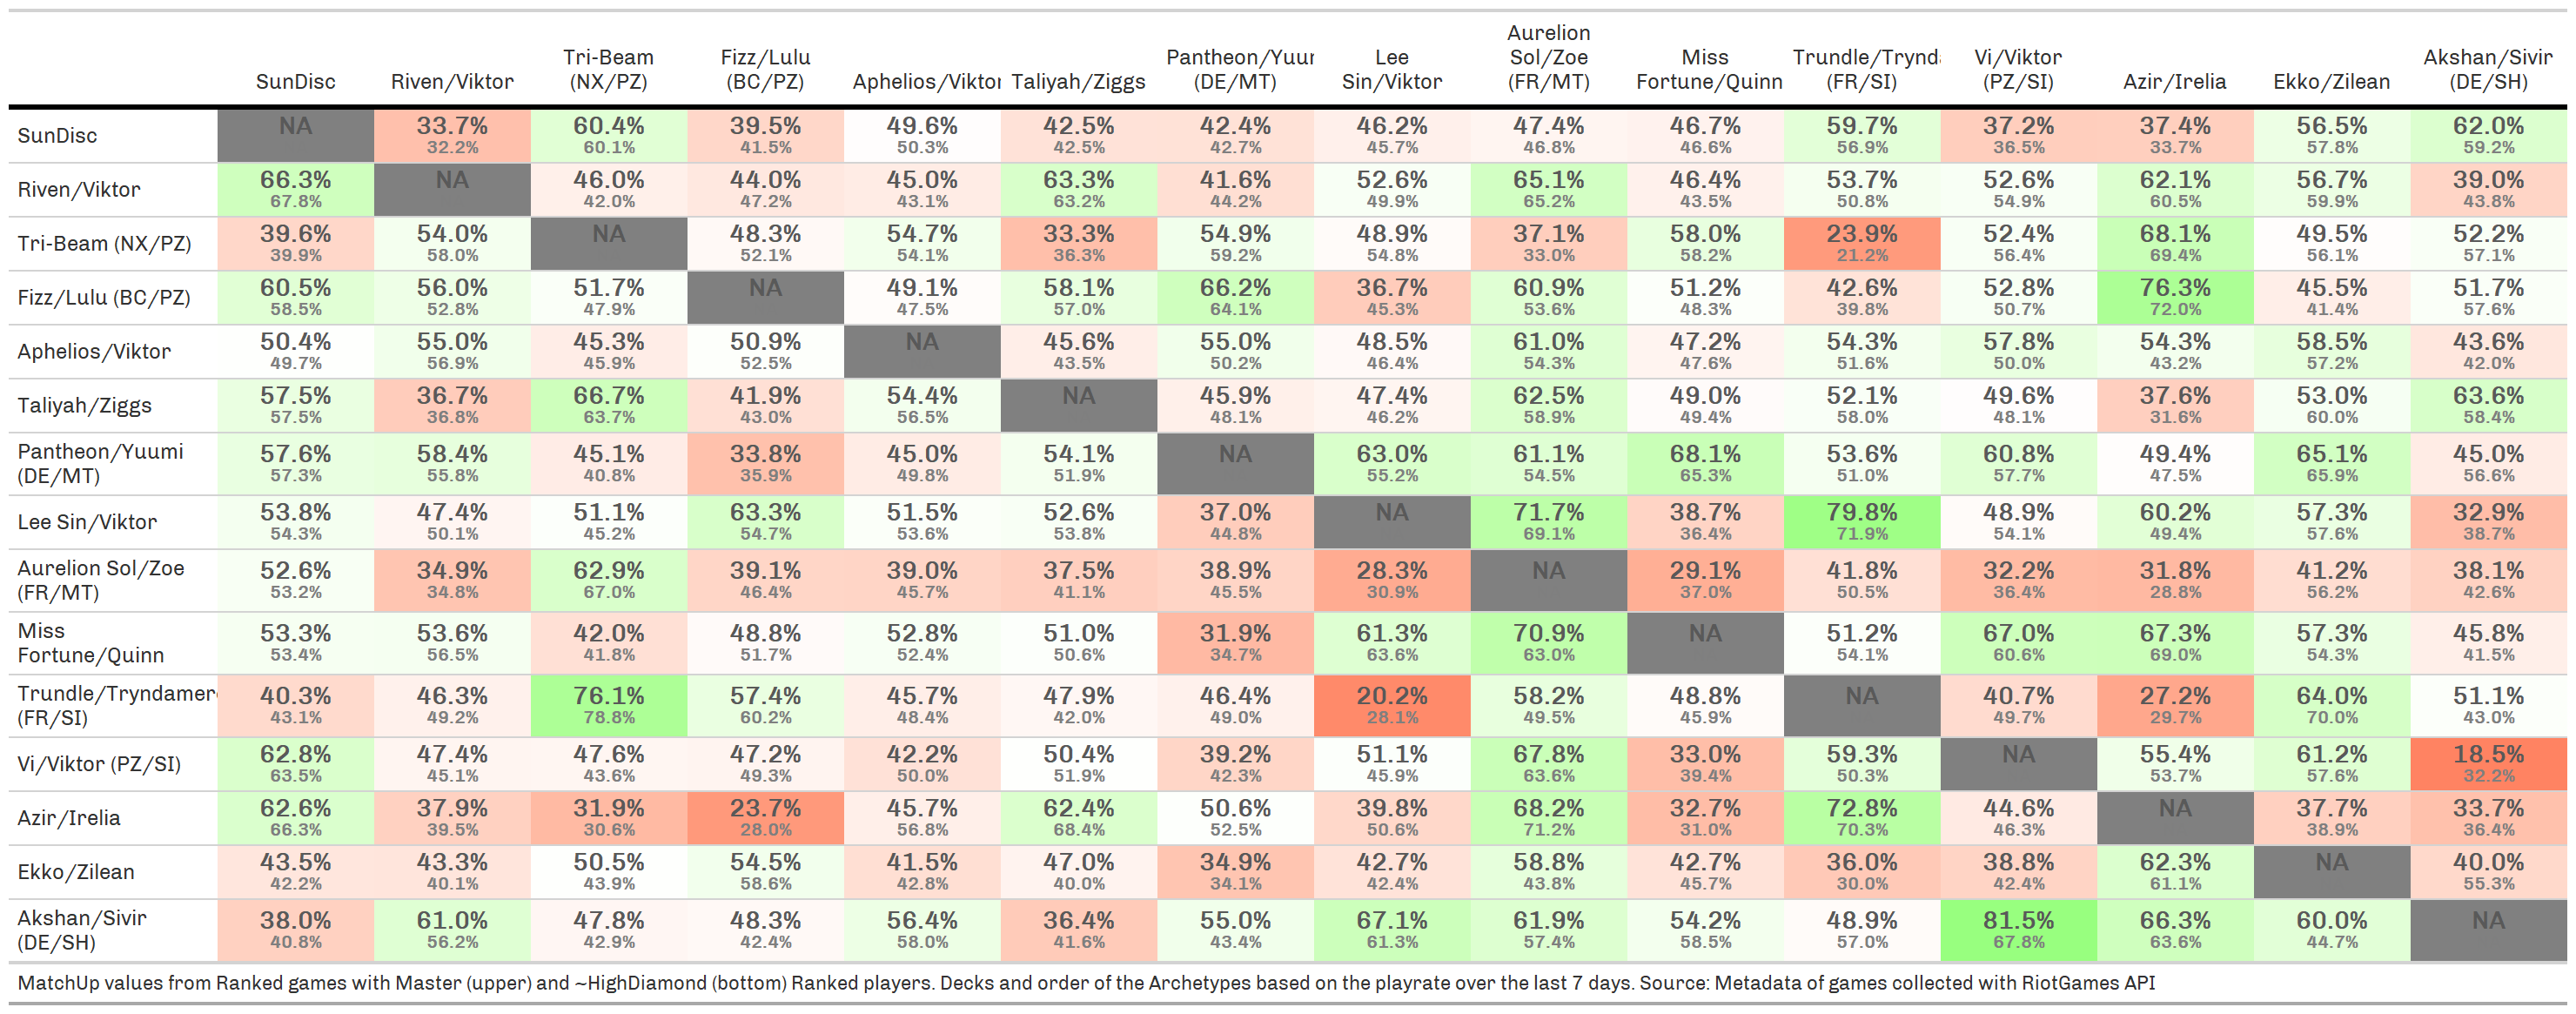 SunDisc Riven/Viktor Tri-Beam (NX/PZ) Fizz/Lulu (BC/PZ) Aphelios/Viktor Taliyah/Ziggs Pantheon/Yuur (DE/MT) Lee Sin/Viktor Aurelion Sol/Zoe (FR/MT) Miss Fortune/Quinn Trundle/Trynda (FR/SI) Vi/Viktor (PZ/SI) Azir/Irelia Ekko/Zilean Akshan/Sivir (DE/SH)
SunDisc NA 33.7% 60.4% 39.5% 49.6% 42.5% 42.4% 46.2% 47.4% 46.7% 59.7% 37.2% 37.4% 56.5% 62.0%
32.2% 60.1% 41.5% 50.3% 42.5% 42.7% 45.7% 46.8% 46.6% 56.9% 36.5% 33.7% 57.8% 59.2%
Riven/Viktor 66.3% NA 46.0% 44.0% 45.0% 63.3% 41.6% 52.6% 65.1% 46.4% 53.7% 52.6% 62.1% 56.7% 39.0%
67.8% 42.0% 47.2% 43.1% 63.2% 44.2% 49.9% 65.2% 43.5% 50.8% 54.9% 60.5% 59.9% 43.8%
Tri-Beam (NX/PZ) 39.6% 54.0% NA 48.3% 54.7% 33.3% 54.9% 48.9% 37.1% 58.0% 23.9% 52.4% 68.1% 49.5% 52.2%
39.9% 58.0% 52.1% 54.1% 36.3% 59.2% 54.8% 33.0% 58.2% 21.2% 56.4% 69.4% 56.1% 57.1%
Fizz/Lulu (BC/PZ) 60.5% 56.0% 51.7% NA 49.1% 58.1% 66.2% 36.7% 60.9% 51.2% 42.6% 52.8% 76.3% 45.5% 51.7%
58.5% 52.8% 47.9% 47.5% 57.0% 64.1% 45.3% 53.6% 48.3% 39.8% 50.7% 72.0% 41.4% 57.6%
Aphelios/Viktor 50.4% 55.0% 45.3% 50.9% NA 45.6% 55.0% 48.5% 61.0% 47.2% 54.3% 57.8% 54.3% 58.5% 43.6%
49.7% 56.9% 45.9% 52.5% 43.5% 50.2% 46.4% 54.3% 47.6% 51.6% 50.0% 43.2% 57.2% 42.0%
Taliyah/Ziggs 57.5% 36.7% 66.7% 41.9% 54.4% NA 45.9% 47.4% 62.5% 49.0% 52.1% 49.6% 37.6% 53.0% 63.6%
57.5% 36.8% 63.7% 43.0% 56.5% 48.1% 46.2% 58.9% 49.4% 58.0% 48.1% 31.6% 60.0% 58.4%
Pantheon/Yuumi 57.6% 58.4% 45.1% 33.8% 45.0% 54.1% NA 63.0% 61.1% 68.1% 53.6% 60.8% 49.4% 65.1% 45.0%
(DE/MT) 57.3% 55.8% 40.8% 35.9% 49.8% 51.9% 55.2% 54.5% 65.3% 51.0% 57.7% 47.5% 65.9% 56.6%
Lee Sin/Viktor 53.8% 47.4% 51.1% 63.3% 51.5% 52.6% 37.0% NA 71.7% 38.7% 79.8% 48.9% 60.2% 57.3% 32.9%
54.3% 50.1% 45.2% 54.7% 53.6% 53.8% 44.8% 69.1% 36.4% 71.9% 54.1% 49.4% 57.6% 38.7%
Aurelion Sol/Zoe 52.6% 34.9% 62.9% 39.1% 39.0% 37.5% 38.9% 28.3% NA 29.1% 41.8% 32.2% 31.8% 41.2% 38.1%
(FR/MT) 53.2% 34.8% 67.0% 46.4% 45.7% 41.1% 45.5% 30.9% 37.0% 50.5% 36.4% 28.8% 56.2% 42.6%
Miss 53.3% 53.6% 42.0% 48.8% 52.8% 51.0% 31.9% 61.3% 70.9% NA 51.2% 67.0% 67.3% 57.3% 45.8%
Fortune/Quinn 53.4% 56.5% 41.8% 51.7% 52.4% 50.6% 34.7% 63.6% 63.0% 54.1% 60.6% 69.0% 54.3% 41.5%
Trundle/Tryndamer 40.3% 46.3% 76.1% 57.4% 45.7% 47.9% 46.4% 20.2% 58.2% 48.8% NA 40.7% 27.2% 64.0% 51.1%
(FR/SI) 43.1% 49.2% 78.8% 60.2% 48.4% 42.0% 49.0% 28.1% 49.5% 45.9% 49.7% 29.7% 70.0% 43.0%
Vi/Viktor (PZ/SI) 62.8% 47.4% 47.6% 47.2% 42.2% 50.4% 39.2% 51.1% 67.8% 33.0% 59.3% NA 55.4% 61.2% 18.5%
63.5% 45.1% 43.6% 49.3% 50.0% 51.9% 42.3% 45.9% 63.6% 39.4% 50.3% 53.7% 57.6% 32.2%
Azir/Irelia 62.6% 37.9% 31.9% 23.7% 45.7% 62.4% 50.6% 39.8% 68.2% 32.7% 72.8% 44.6% NA 37.7% 33.7%
66.3% 39.5% 30.6% 28.0% 56.8% 68.4% 52.5% 50.6% 71.2% 31.0% 70.3% 46.3% 38.9% 36.4%
Ekko/Zilean 43.5% 43.3% 50.5% 54.5% 41.5% 47.0% 34.9% 42.7% 58.8% 42.7% 36.0% 38.8% 62.3% NA 40.0%
42.2% 40.1% 43.9% 58.6% 42.8% 40.0% 34.1% 42.4% 43.8% 45.7% 30.0% 42.4% 61.1% 55.3%
Akshan/Sivir 38.0% 61.0% 47.8% 48.3% 56.4% 36.4% 55.0% 67.1% 61.9% 54.2% 48.9% 81.5% 66.3% 60.0% NA
(DE/SH) 40.8% 56.2% 42.9% 42.4% 58.0% 41.6% 43.4% 61.3% 57.4% 58.5% 57.0% 67.8% 63.6% 44.7%
MatchUp values from Ranked games with Master (upper) and ~HighDiamond (bottom) Ranked players. Decks and order of the Archetypes based on the playrate over the last 7 days. Source: Metadata of games collected with RiotGames API